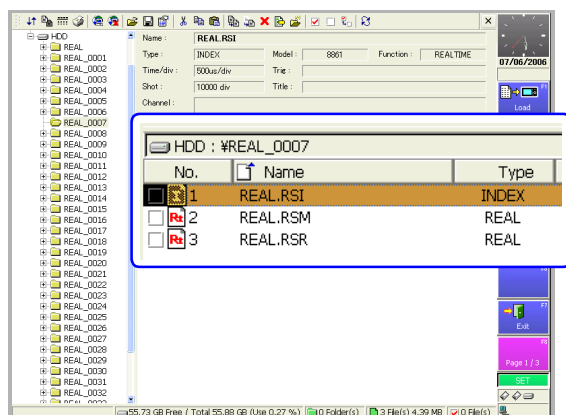 Name : REAL.RSI
Type : INDEX Model : 8861 Function : REALTIME
Time/div : 500us/div Trig :
Shot : 10000 div Title :
Channel :
07/06/2006
F1
Load
HDD
REAL
REAL_0001
REAL_0002
REAL_0003
REAL_0004
REAL_0005
REAL_0006
REAL_0007
REAL_0008
REAL_0009
REAL_0010
REAL_0011
REAL_0012
REAL_0013
REAL_0014
REAL_0015
REAL_0016
REAL_0017
REAL_0018
REAL_0019
REAL_0020
REAL_0021
REAL_0022
REAL_0023
REAL_0024
REAL_0025
REAL_0026
REAL_0027
REAL_0028
REAL_0029
REAL_0030
REAL_0031
REAL_0032
HDD : ¥REAL_0007
No. Name Type
1 REAL.RSI INDEX
2 REAL.RSM REAL
3 REAL.RSR REAL
F7
Exit
F8
Page 1 / 3
SET
55.73 GB Free ( Total 55.88 GB (Use 0.27 %) 0 Folder(s) 3 File(s) 4.39 MB 0 File(s)